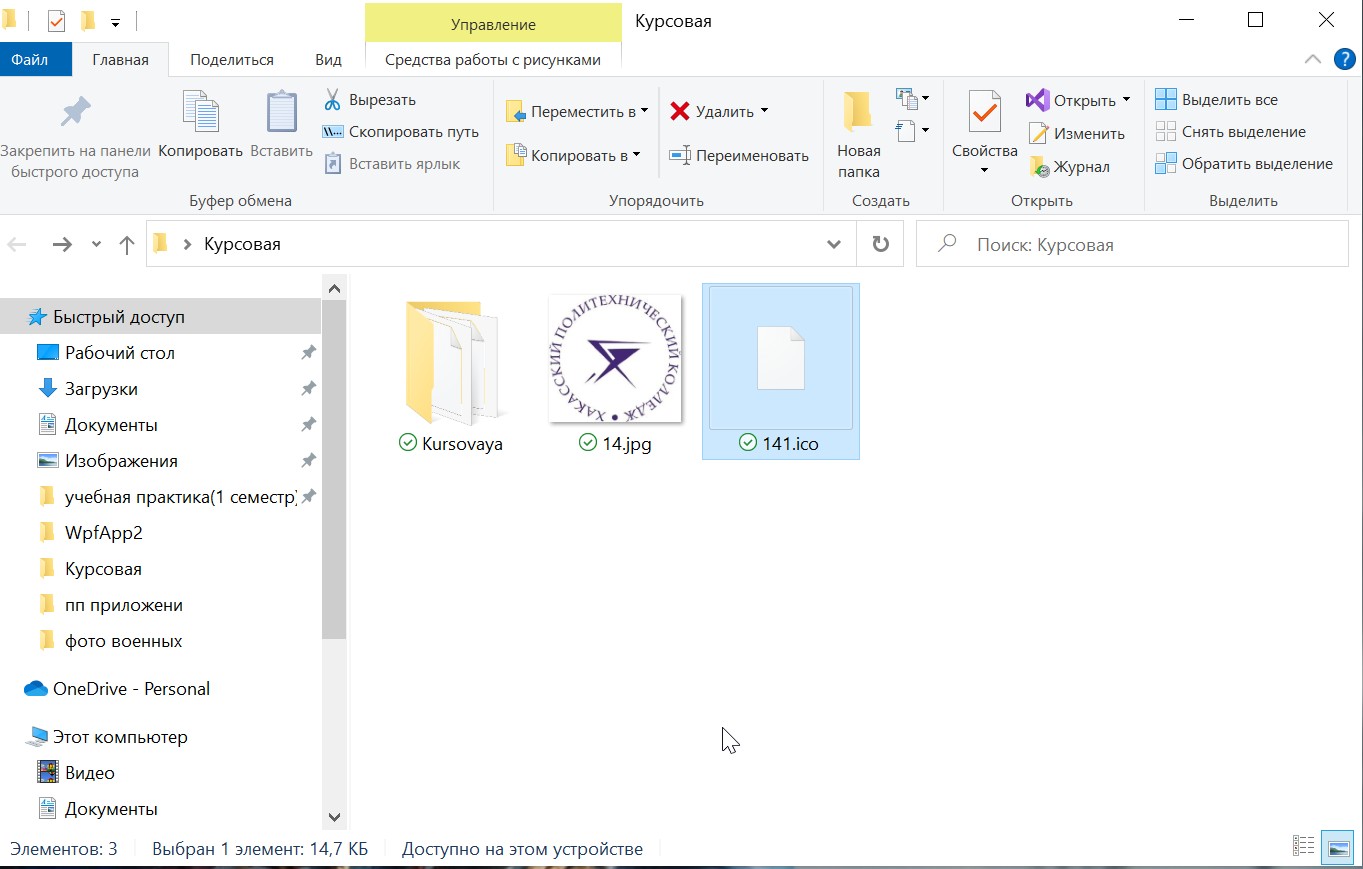 Управление
Курсовая
Файл
Главная
Поделиться
Вид
Средства работы с рисунками
?
Закрепить на панели
быстрого доступа
Копировать
Вставить
Вырезать
Скопировать путь
Вставить ярлык
Буфер обмена
Переместить в
Копировать в
Удалить
Переименовать
Упорядочить
Новая
папка
Создать
Свойства
Открыть
Изменить
Журнал
Открыть
Выделить все
Снять выделение
Обратить выделение
Выделить
Курсовая
Поиск: Курсовая
Быстрый доступ
Рабочий стол
Загрузки
Документы
Изображения
учебная практика(1 семестр)
WpfApp2
Курсовая
пп приложени
фото военных
OneDrive - Personal
Этот компьютер
Видео
Документы
Kursovaya
ХАКАССКИЙ ПОЛИТЕХНИЧЕСКИЙ КОЛЛЕДЖ
14.jpg
141.ico
Элементов: 3
Выбран 1 элемент: 14,7 КБ
Доступно на этом устройстве